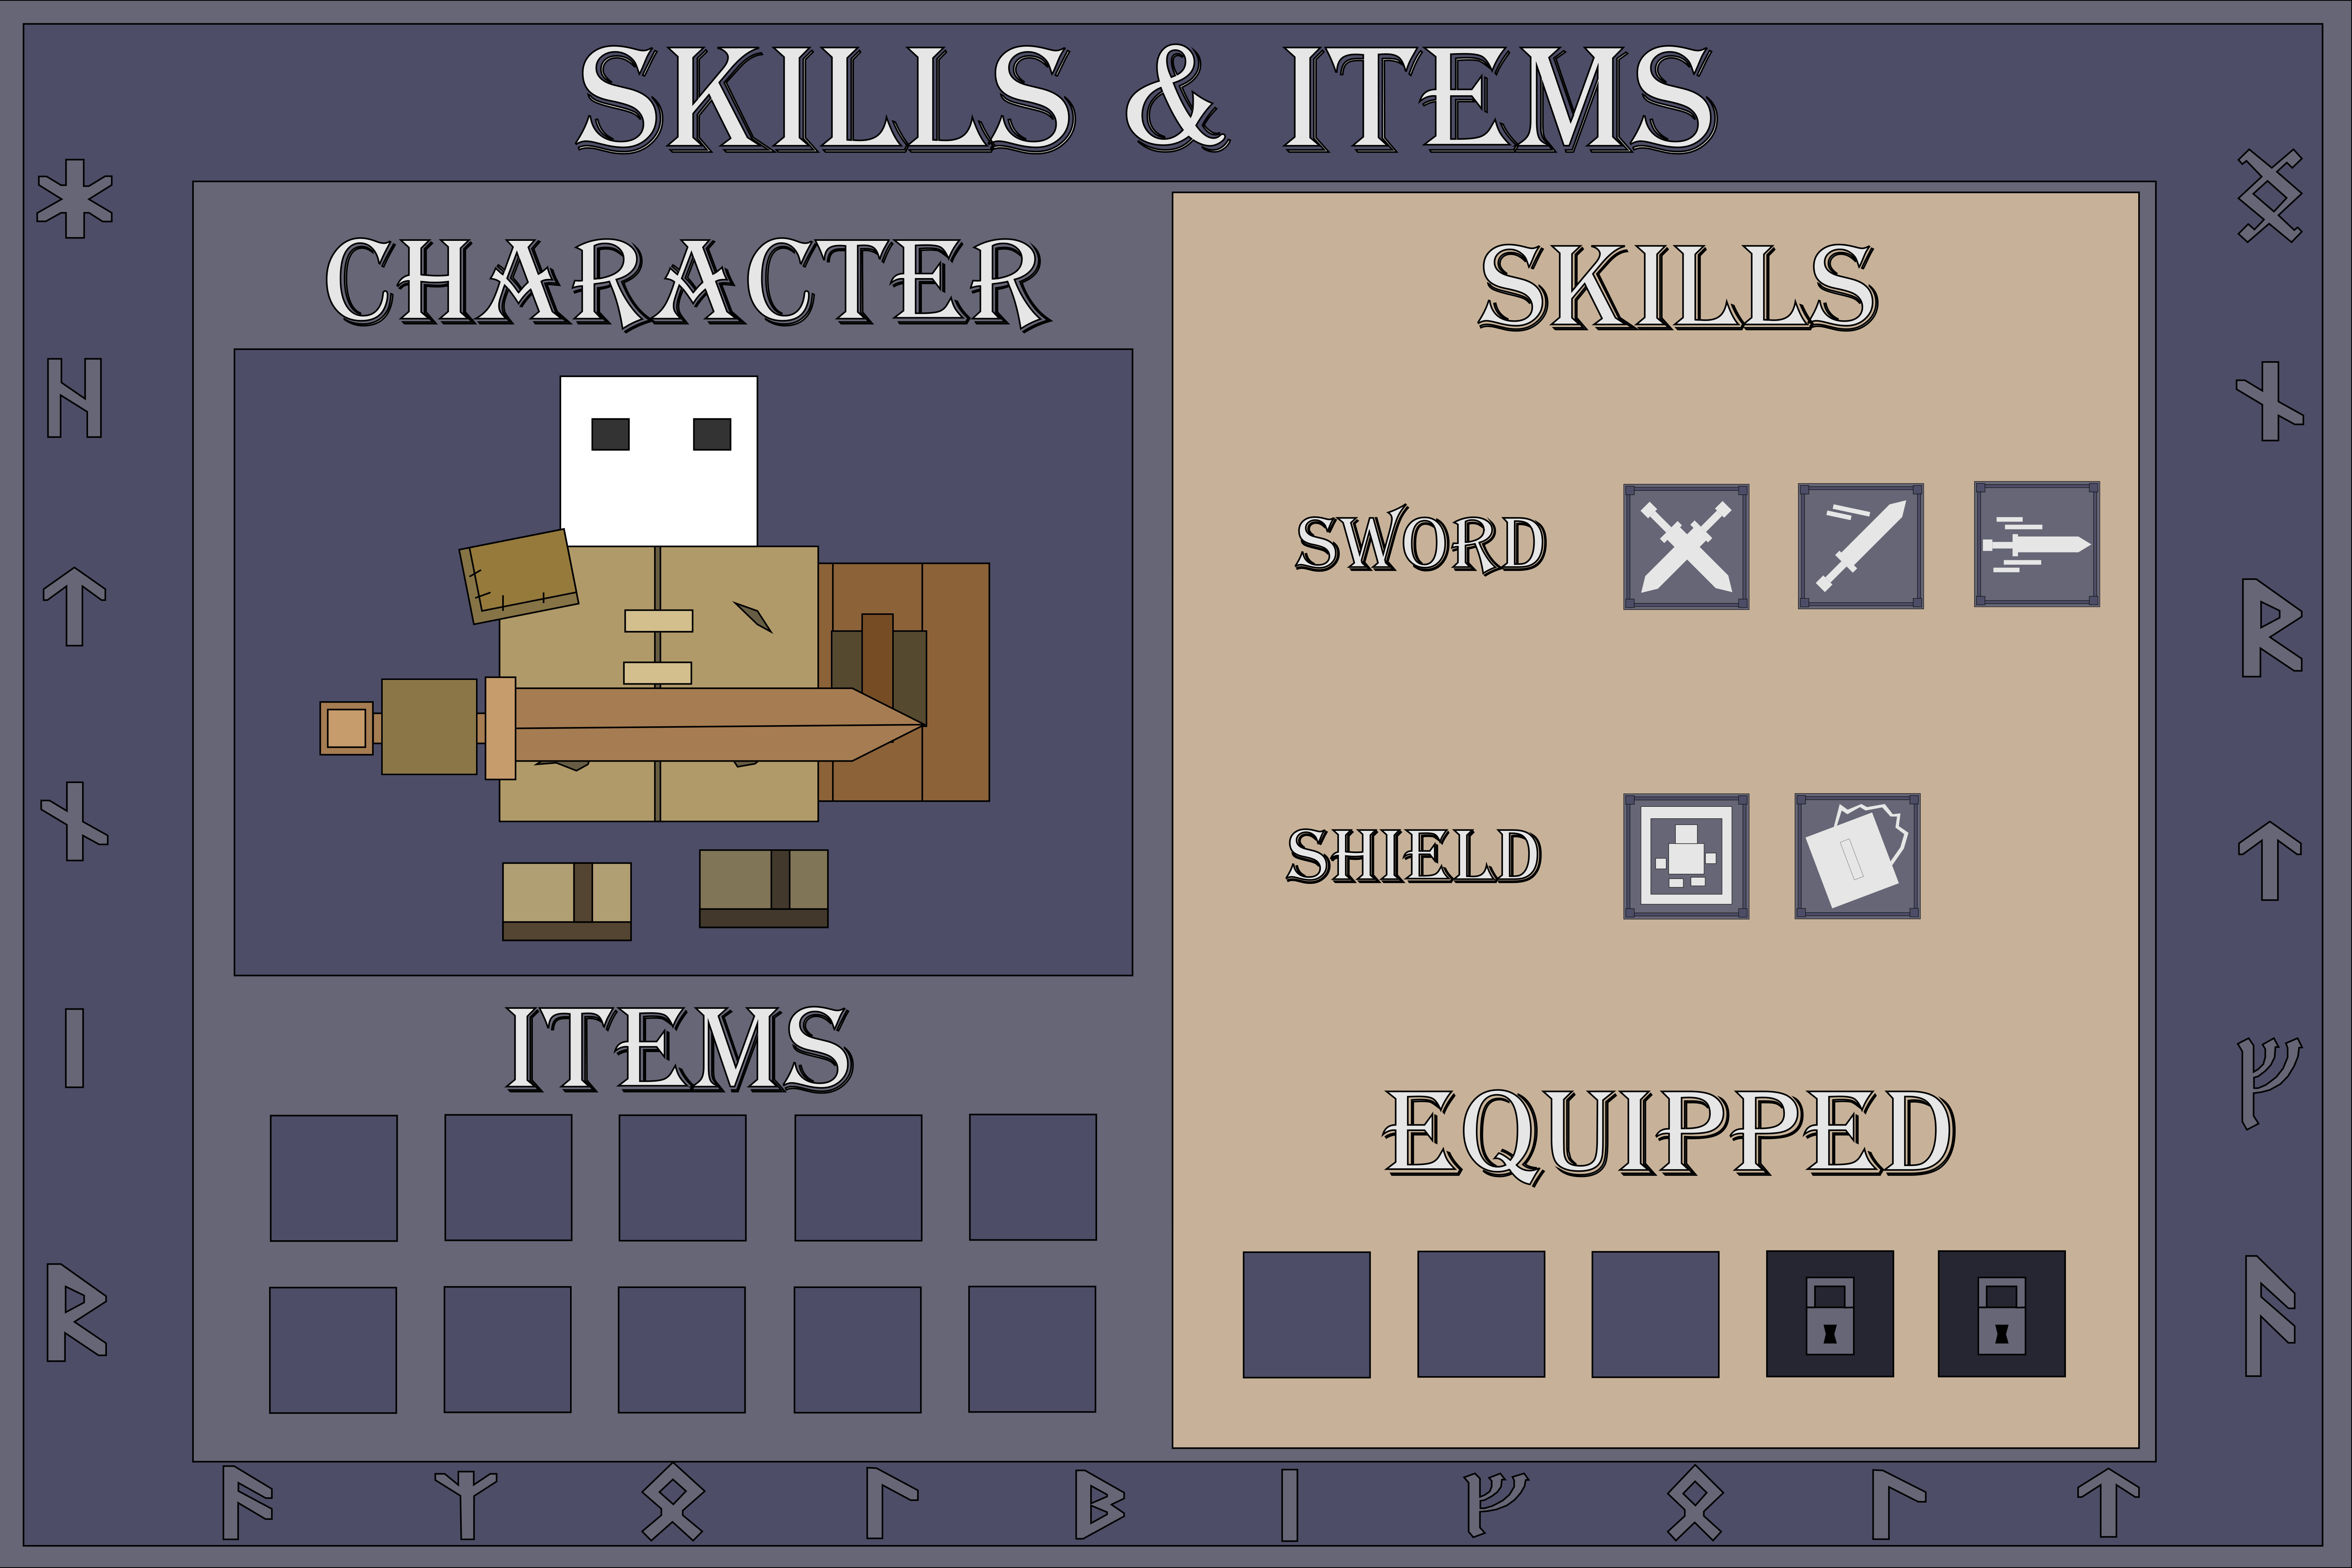 SKILLS & ITEMS
ᛡ
ᚺ
ᛏ
ᚾ
ᛁ
ᚱ
CHARACTER
ITEMS
SKILLS
SWORD
SHIELD
EQUIPPED
ᛝ
ᚾ
ᚱ
ᛏ
ᚠ
ᚨ
ᚨ ᛉ ᛟ ᛚ ᛒ ᛁ ᚠ ᛟ ᛚ ᛏ